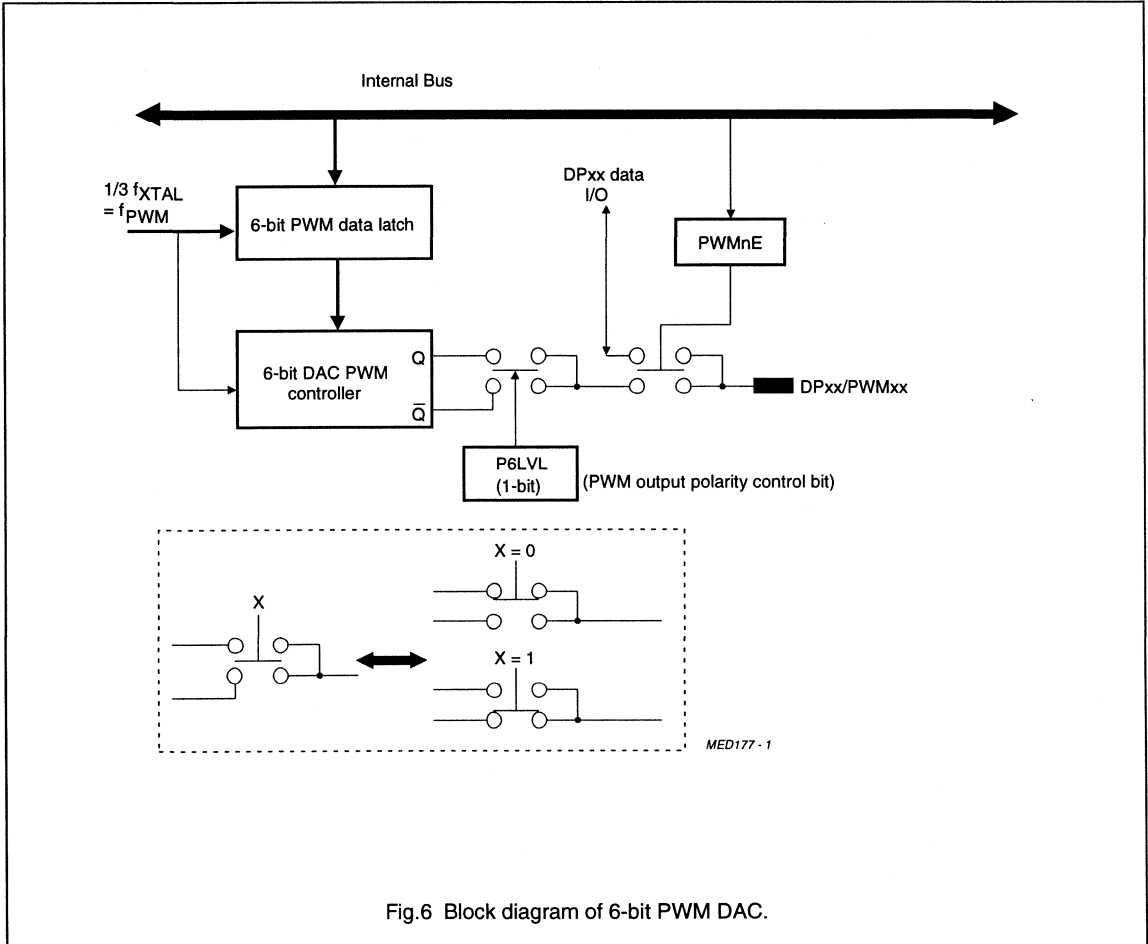 Internal Bus
1/3 fXTAL
= fPWM
6-bit PWM data latch
DPxx data
I/O
PWMnE
6-bit DAC PWM
controller
Q
Q̅
DPxx/PWMxx
P6LVL
(1-bit)
(PWM output polarity control bit)
X
X = 0
X = 1
MED177 - 1
Fig.6 Block diagram of 6-bit PWM DAC.